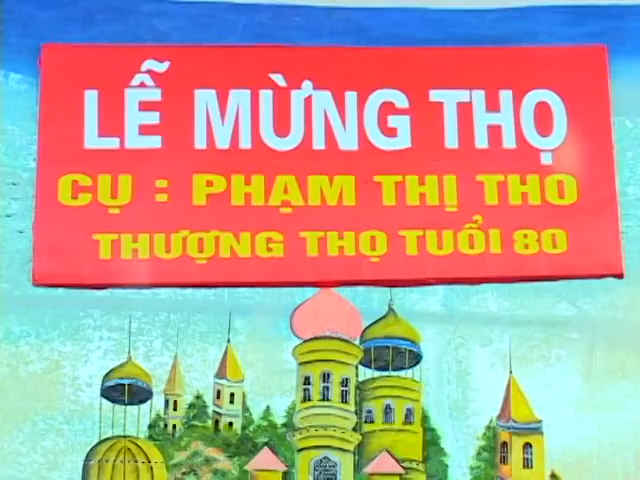 LỄ MỪNG THỌ
CỤ : PHẠM THỊ THO
THƯỢNG THỌ TUỔI 80